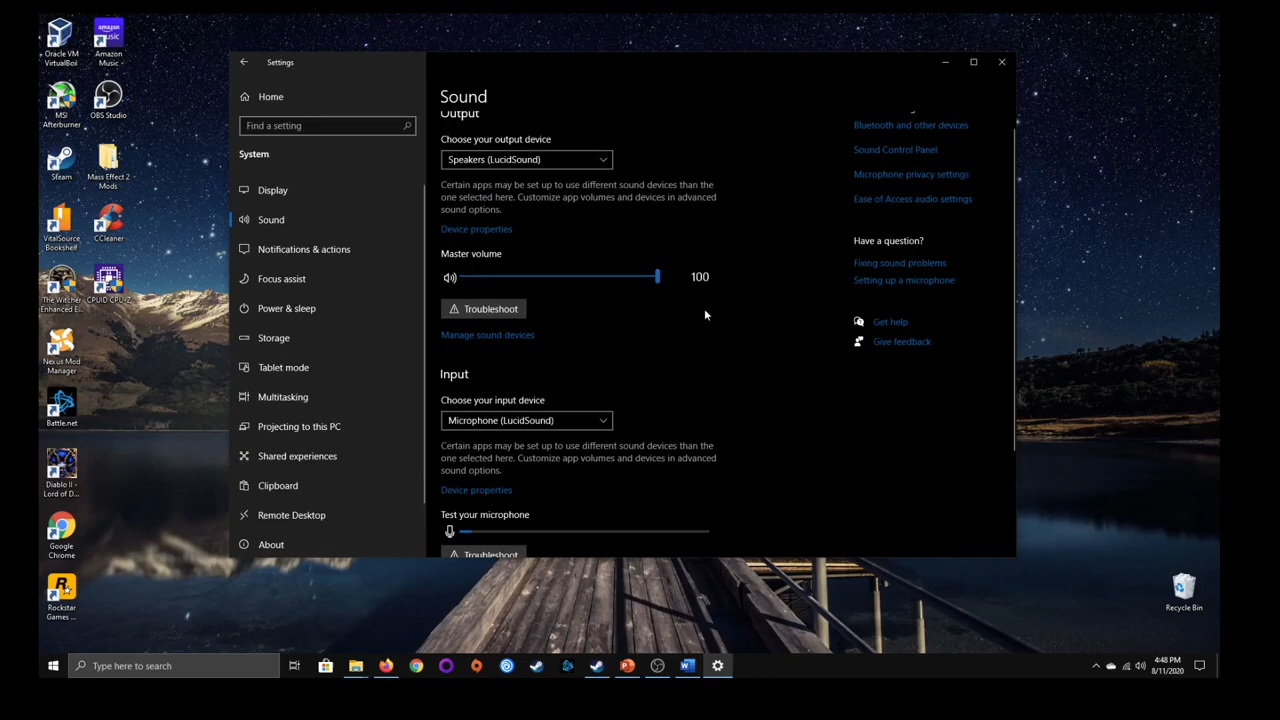 Oracle VM
VirtualBox
amazon
music
Amazon
Music -
MSI
Afterburner
OBS Studio
Steam
Mass Effect 2
Mods
VitalSource
Bookshelf
CCleaner
The Witcher
Enhanced E...
CPUID CPU-Z
Nexus Mod
Manager
Battle.net
Diablo II -
Lord of D...
Google
Chrome
Rockstar
Games ...
Settings
Home
Find a setting
System
Display
Sound
Notifications & actions
Focus assist
Power & sleep
Storage
Tablet mode
Multitasking
Projecting to this PC
Shared experiences
Clipboard
Remote Desktop
About
Sound
Output
Choose your output device
Speakers (LucidSound)
Certain apps may be set up to use different sound devices than the
one selected here. Customize app volumes and devices in advanced
sound options.
Device properties
Master volume
100
Troubleshoot
Manage sound devices
Input
Choose your input device
Microphone (LucidSound)
Certain apps may be set up to use different sound devices than the
one selected here. Customize app volumes and devices in advanced
sound options.
Device properties
Test your microphone
Troubleshoot
Bluetooth and other devices
Sound Control Panel
Microphone privacy settings
Ease of Access audio settings
Have a question?
Fixing sound problems
Setting up a microphone
Get help
Give feedback
Recycle Bin
Type here to search
4:48 PM
8/11/2020